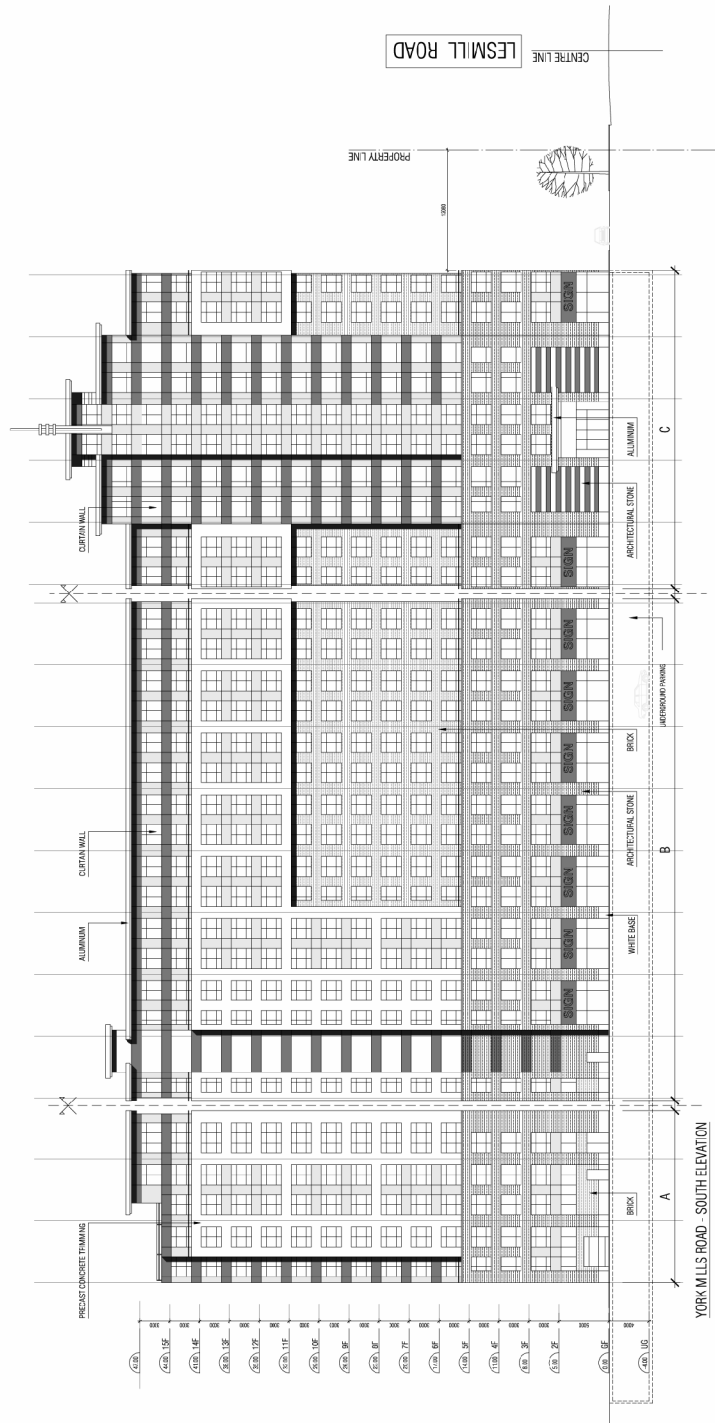 LESMILL ROAD
CENTRE LINE
PROPERTY LINE
CURTAIN WALL
CURTAIN WALL
ALUMINUM
PRECAST CONCRETE TRIMMING
SIGN
SIGN
SIGN
SIGN
SIGN
SIGN
SIGN
SIGN
SIGN
ALUMINUM
ARCHITECTURAL STONE
UNDERGROUND PARKING
BRICK
ARCHITECTURAL STONE
WHITE BASE
BRICK
A
B
C
15F
14F
13F
12F
11F
10F
9F
8F
7F
6F
5F
4F
3F
2F
GF
UG
YORK MILLS ROAD - SOUTH ELEVATION